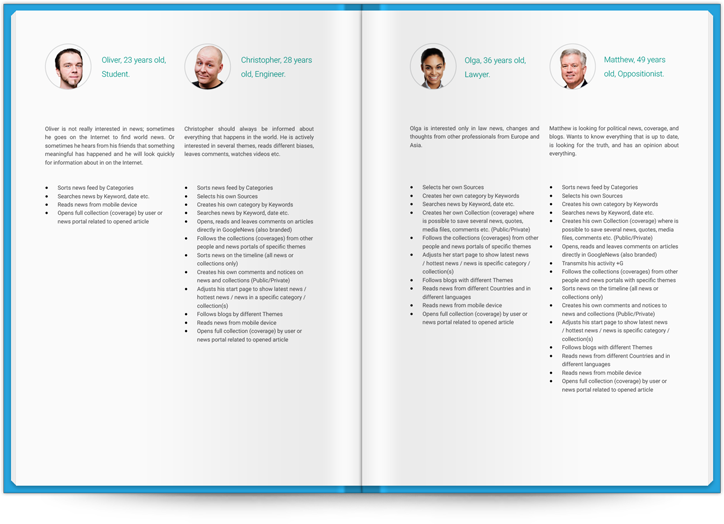 Oliver, 23 years old,
Student.
Oliver is not really interested in news; sometimes
he goes on the Internet to find world news. Or
sometimes he hears from his friends that something
meaningful has happened and he will look quickly
for information about in on the Internet.
Sorts news feed by Categories
Searches news by Keyword, date etc.
Reads news from mobile device
Opens full collection (coverage) by user or
news portal related to opened article
Christopher, 28 years
old, Engineer.
Christopher should always be informed about
everything that happens in the world. He is actively
interested in several themes, reads different biases,
leaves comments, watches videos etc.
Sorts news feed by Categories
Selects his own Sources
Creates his own category by Keywords
Searches news by Keyword, date etc.
Opens, reads and leaves comments on articles
directly in GoogleNews (also branded)
Follows the collections (coverages) from other
people and news portals of specific themes
Sorts news on the timeline (all news or
collections only)
Creates his own comments and notices on
news and collections (Public/Private)
Adjusts his start page to show latest news /
hottest news / news in a specific category /
collection(s)
Follows blogs by different Themes
Reads news from mobile device
Opens full collection (coverage) by user or
news portal related to opened article
Olga, 36 years old,
Lawyer.
Olga is interested only in law news, changes and
thoughts from other professionals from Europe and
Asia.
Selects her own Sources
Creates her own category by Keywords
Searches news by Keyword, date etc.
Creates her own Collection (coverage) where
is possible to save several news, quotes,
media files, comments etc. (Public/Private)
Follows the collections (coverages) from other
people and news portals of specific themes
Adjusts her start page to show latest news
/ hottest news / news is specific category /
collection(s)
Follows blogs with different Themes
Reads news from different Countries and in
different languages
Reads news from mobile device
Opens full collection (coverage) by user or
news portal related to opened article
Matthew, 49 years
old, Oppositionist.
Matthew is looking for political news, coverage, and
blogs. Wants to know everything that is up to date,
is looking for the truth, and has an opinion about
everything.
Sorts news feed by Categories
Selects his own Sources
Creates his own category by Keywords
Searches news by Keyword, date etc.
Creates his own Collection (coverage) where is
possible to save several news, quotes, media
files, comments etc. (Public/Private)
Opens, reads and leaves comments on articles
directly in GoogleNews (also branded)
Transmits his activity +G
Follows the collections (coverages) from other
people and news portals with specific themes
Sorts news on the timeline (all news or
collections only)
Creates his own comments and notices to
news and collections (Public/Private)
Adjusts his start page to show latest news
/ hottest news / news is specific category /
collection(s)
Follows blogs with different Themes
Reads news from different Countries and in
different languages
Reads news from mobile device
Opens full collection (coverage) by user or
news portal related to opened article